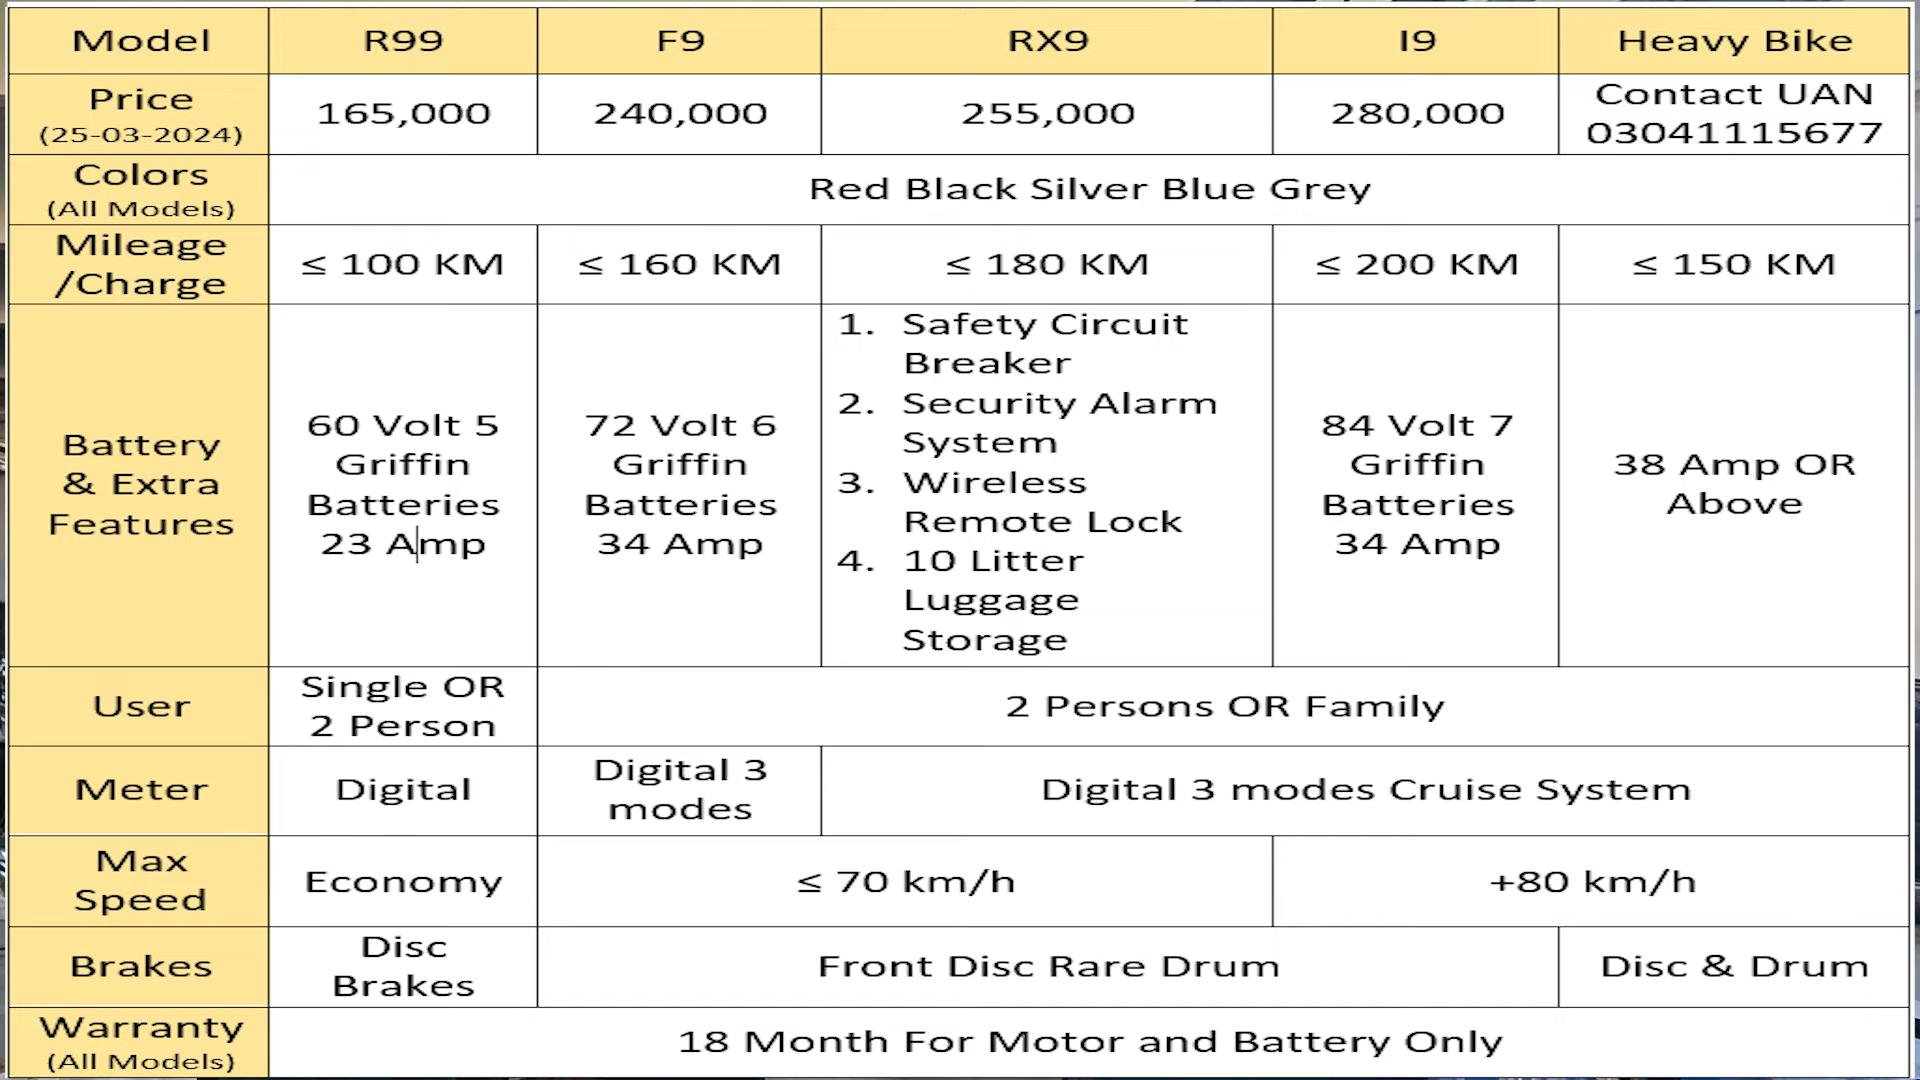 Model R99 F9 RX9 I9 Heavy Bike
Price
(25-03-2024)
165,000
240,000
255,000
280,000
Contact UAN
03041115677
Colors
(All Models)
Red Black Silver Blue Grey
Mileage
/Charge
≤ 100 KM
≤ 160 KM
≤ 180 KM
≤ 200 KM
≤ 150 KM
Battery
& Extra
Features
60 Volt 5
Griffin
Batteries
23 Amp
72 Volt 6
Griffin
Batteries
34 Amp
1. Safety Circuit
Breaker
2. Security Alarm
System
3. Wireless
Remote Lock
4. 10 Litter
Luggage
Storage
84 Volt 7
Griffin
Batteries
34 Amp
38 Amp OR
Above
User
Single OR
2 Person
2 Persons OR Family
Meter
Digital
Digital 3
modes
Digital 3 modes Cruise System
Max
Speed
Economy
≤ 70 km/h
+80 km/h
Brakes
Disc
Brakes
Front Disc Rare Drum
Disc & Drum
Warranty
(All Models)
18 Month For Motor and Battery Only